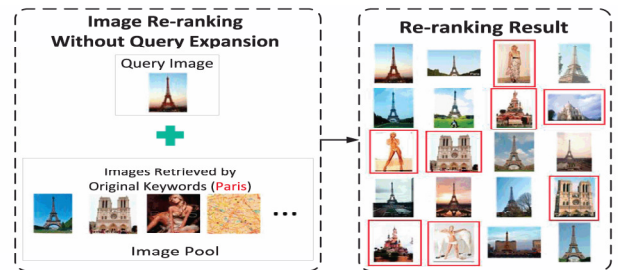 Image Re-ranking
Without Query Expansion
Query Image
Images Retrieved by
Original Keywords (Paris)
...
Image Pool
Re-ranking Result